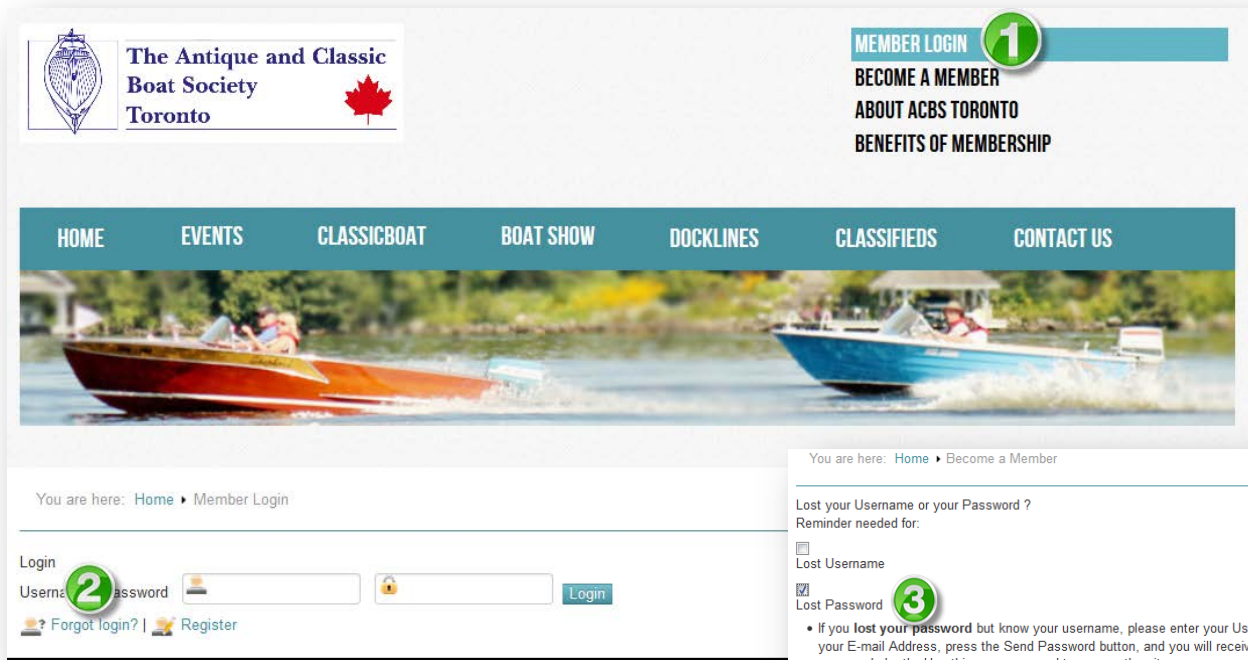 The Antique and Classic
Boat Society
Toronto
MEMBER LOGIN 1
BECOME A MEMBER
ABOUT ACBS TORONTO
BENEFITS OF MEMBERSHIP
HOME EVENTS CLASSICBOAT BOAT SHOW DOCKLINES CLASSIFIEDS CONTACT US
You are here: Home ▸ Member Login
Login
2
Login
? Forgot login? | Register
You are here: Home ▸ Become a Member
Lost your Username or your Password ?
Reminder needed for:
Lost Username
Lost Password 3
• If you lost your password but know your username, please enter your
your E-mail Address, press the Send Password button, and you will